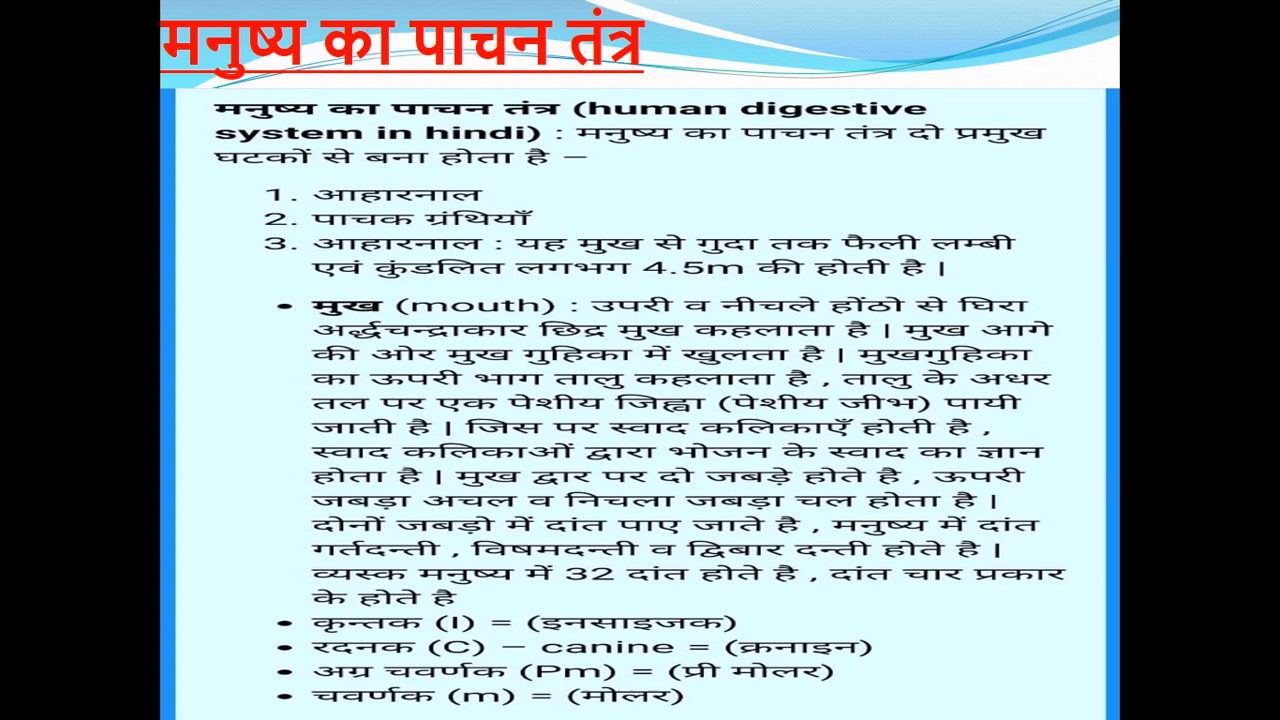 मनुष्य का पाचन तंत्र
मनुष्य का पाचन तंत्र (human digestive
system in hindi) : मनुष्य का पाचन तंत्र दो प्रमुख
घटकों से बना होता है –
1. आहारनाल
2. पाचक ग्रंथियाँ
3. आहारनाल : यह मुख से गुदा तक फैली लम्बी
एवं कुंडलित लगभग 4.5m की होती है |
• मुख (mouth) : उपरी व नीचले होंठो से घिरा
अर्द्धचन्द्राकार छिद्र मुख कहलाता है | मुख आगे
की ओर मुख गुहिका में खुलता है | मुखगुहिका
का ऊपरी भाग तालु कहलाता है , तालु के अधर
तल पर एक पेशीय जिह्वा (पेशीय जीभ) पायी
जाती है | जिस पर स्वाद कलिकाएँ होती है ,
स्वाद कलिकाओं द्वारा भोजन के स्वाद का ज्ञान
होता है | मुख द्वार पर दो जबड़े होते है , ऊपरी
जबड़ा अचल व निचला जबड़ा चल होता है |
दोनों जबड़ो में दांत पाए जाते है , मनुष्य में दांत
गर्तदन्ती , विषमदन्ती व द्विबार दन्ती होते है |
व्यस्क मनुष्य में 32 दांत होते है , दांत चार प्रकार
के होते है
• कृन्तक (I) = (इनसाइजक)
• रदनक (C) – canine = (क्रनाइन)
• अग्र चवर्णक (Pm) = (प्री मोलर)
• चवर्णक (m) = (मोलर)